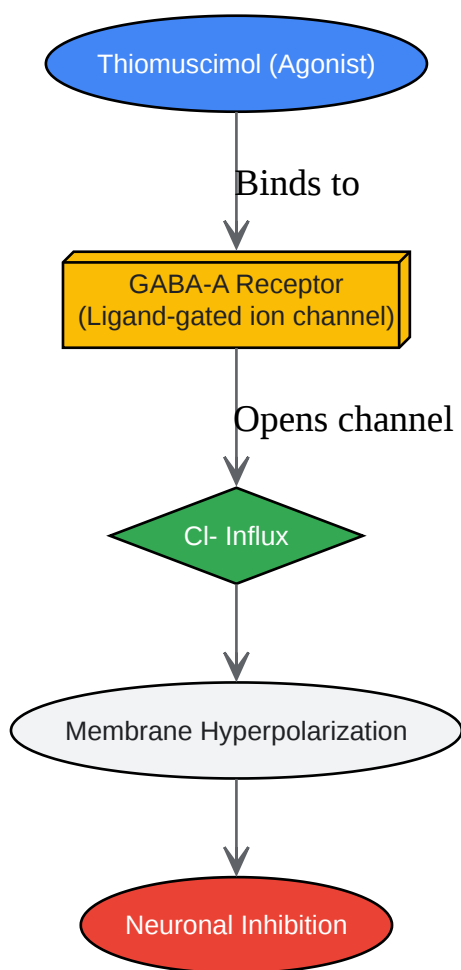 Thiomuscimol (Agonist)
Binds to
GABA-A Receptor
(Ligand-gated ion channel)
Opens channel
Cl- Influx
Membrane Hyperpolarization
Neuronal Inhibition